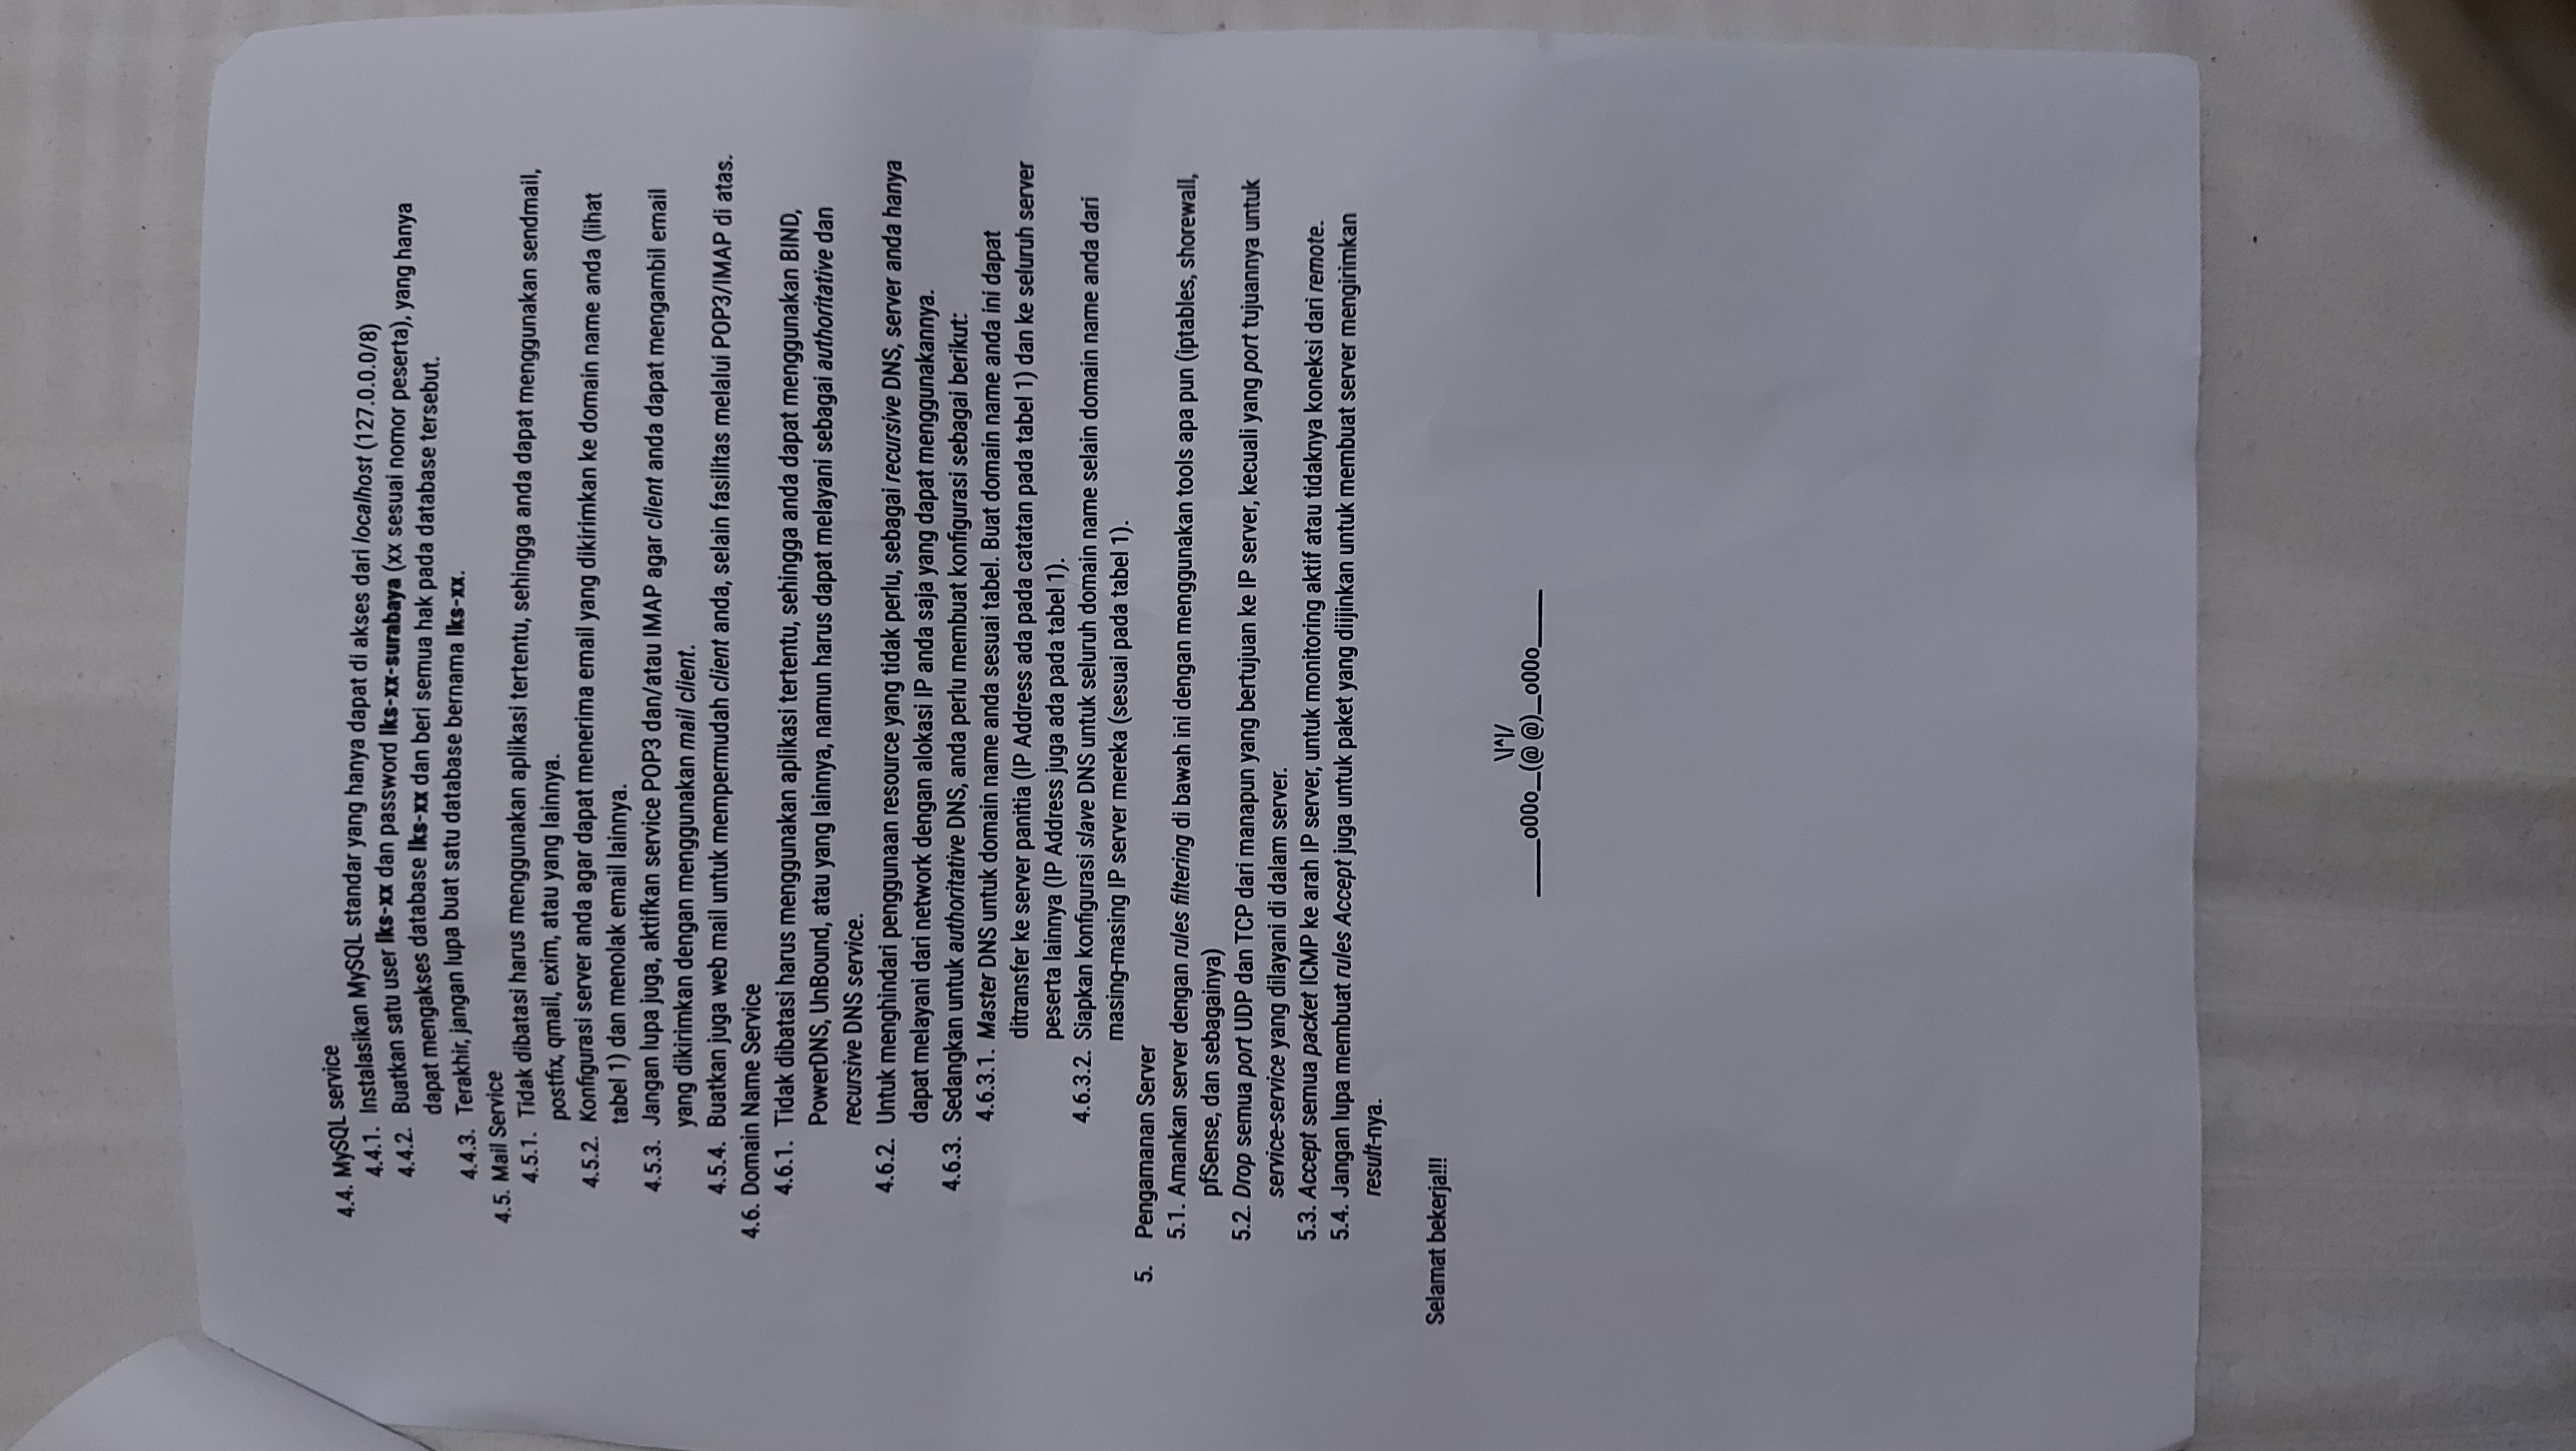 4.4. MySQL service
4.4.1. Instalasikan MySQL standar yang hanya dapat di akses dari localhost (127.0.0.0/8)
4.4.2. Buatkan satu user lks-xx dan password lks-xx-surabaya (xx sesuai nomor peserta), yang hanya
dapat mengakses database lks-xx dan beri semua hak pada database tersebut.
4.4.3. Terakhir, jangan lupa buat satu database bernama lks-xx.
4.5. Mail Service
4.5.1. Tidak dibatasi harus menggunakan aplikasi tertentu, sehingga anda dapat menggunakan sendmail,
postfix, qmail, exim, atau yang lainnya.
4.5.2. Konfigurasi server anda agar dapat menerima email yang dikirimkan ke domain name anda (lihat
tabel 1) dan menolak email lainnya.
4.5.3. Jangan lupa juga, aktifkan service POP3 dan/atau IMAP agar client anda dapat mengambil email
yang dikirimkan dengan menggunakan mail client.
4.5.4. Buatkan juga web mail untuk mempermudah client anda, selain fasilitas melalui POP3/IMAP di atas.
4.6. Domain Name Service
4.6.1. Tidak dibatasi harus menggunakan aplikasi tertentu, sehingga anda dapat menggunakan BIND,
PowerDNS, UnBound, atau yang lainnya, namun harus dapat melayani sebagai authoritative dan
recursive DNS service.
4.6.2. Untuk menghindari penggunaan resource yang tidak perlu, sebagai recursive DNS, server anda hanya
dapat melayani dari network dengan alokasi IP anda saja yang dapat menggunakannya.
4.6.3. Sedangkan untuk authoritative DNS, anda perlu membuat konfigurasi sebagai berikut:
4.6.3.1. Master DNS untuk domain name anda sesuai tabel. Buat domain name anda ini dapat
ditransfer ke server panitia (IP Address ada pada catatan pada tabel 1) dan ke seluruh server
peserta lainnya (IP Address juga ada pada tabel 1).
4.6.3.2. Siapkan konfigurasi slave DNS untuk seluruh domain name selain domain name anda dari
masing-masing IP server mereka (sesuai pada tabel 1).
5. Pengamanan Server
5.1. Amankan server dengan rules filtering di bawah ini dengan menggunakan tools apa pun (iptables, shorewall,
pfSense, dan sebagainya)
5.2. Drop semua port UDP dan TCP dari manapun yang bertujuan ke IP server, kecuali yang port tujuannya untuk
service-service yang dilayani di dalam server.
5.3. Accept semua packet ICMP ke arah IP server, untuk monitoring aktif atau tidaknya koneksi dari remote.
5.4. Jangan lupa membuat rules Accept juga untuk paket yang diijinkan untuk membuat server mengirimkan
result-nya.
Selamat bekerja!!!
\|^|/
_____o00o__(@ @)__o00o_____